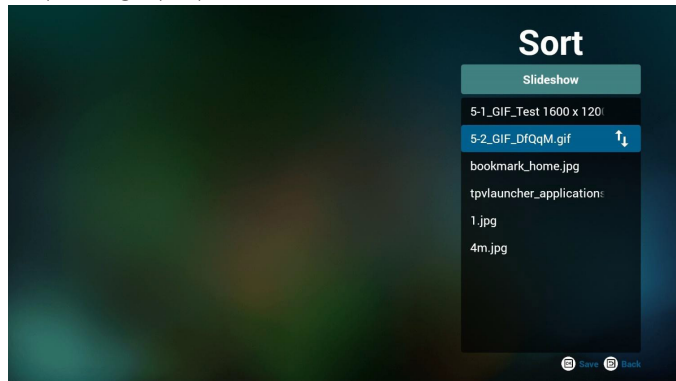 Sort
Slideshow
5-1_GIF_Test 1600 x 120
5-2_GIF_DfQqM.gif
bookmark_home.jpg
tpvlauncher_application
1.jpg
4m.jpg
Save Back